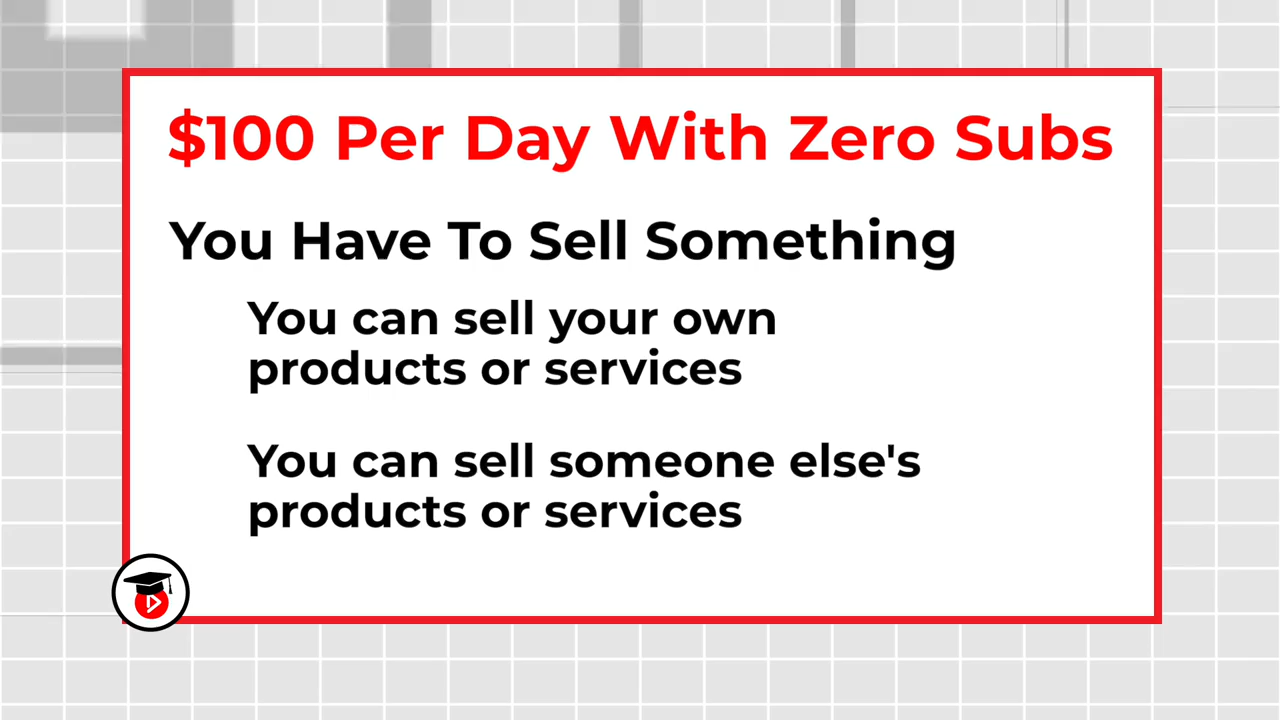 $100 Per Day With Zero Subs
You Have To Sell Something
You can sell your own
products or services
You can sell someone else's
products or services